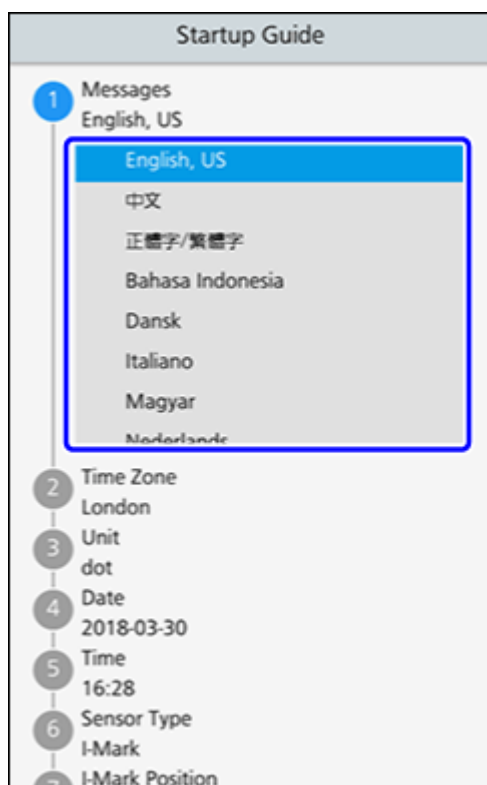 Startup Guide
1
Messages
English, US
English, US
中文
正體字/繁體字
Bahasa Indonesia
Dansk
Italiano
Magyar
Nederlands
2
Time Zone
London
3
Unit
dot
4
Date
2018-03-30
5
Time
16:28
6
Sensor Type
I-Mark
7
I-Mark Position